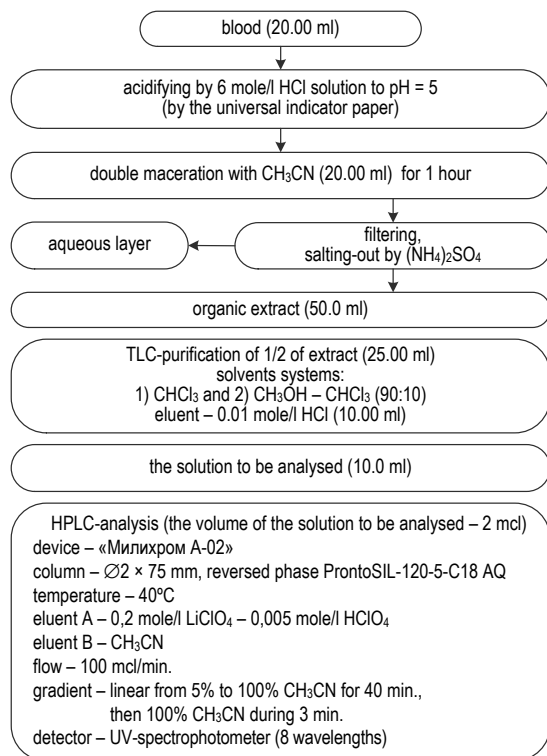 blood (20.00 ml)
acidifying by 6 mole/l HCl solution to pH = 5
(by the universal indicator paper)
double maceration with CH₃CN (20.00 ml) for 1 hour
aqueous layer
filtering,
salting-out by (NH₄)₂SO₄
organic extract (50.0 ml)
TLC-purification of 1/2 of extract (25.00 ml)
solvents systems:
1) CHCl₃ and 2) CH₃OH – CHCl₃ (90:10)
eluent – 0.01 mole/l HCl (10.00 ml)
the solution to be analysed (10.0 ml)
HPLC-analysis (the volume of the solution to be analysed – 2 mcl)
device – «Милихром А-02»
column – ∅2 × 75 mm, reversed phase ProntoSIL-120-5-C18 AQ
temperature – 40ºC
eluent A – 0,2 mole/l LiClO₄ – 0,005 mole/l HClO₄
eluent B – CH₃CN
flow – 100 mcl/min.
gradient – linear from 5% to 100% CH₃CN for 40 min.,
then 100% CH₃CN during 3 min.
detector – UV-spectrophotometer (8 wavelengths)